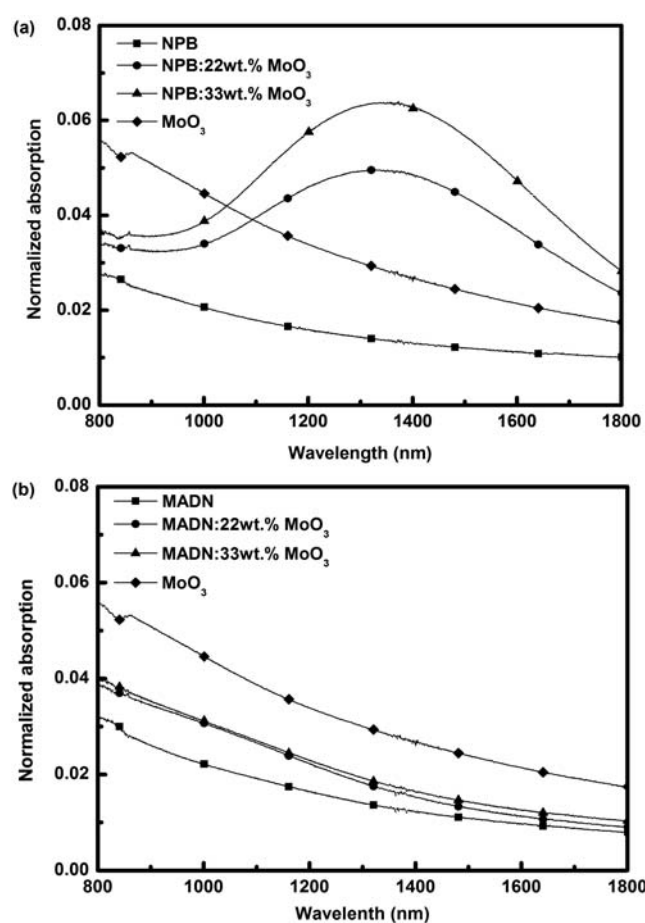 (a)
0.08
0.06
0.04
0.02
0.00
Normalized absorption
NPB
NPB:22wt.% MoO₃
NPB:33wt.% MoO₃
MoO₃
800 1000 1200 1400 1600 1800
Wavelength (nm)
(b)
0.08
0.06
0.04
0.02
0.00
Normalized absorption
MADN
MADN:22wt.% MoO₃
MADN:33wt.% MoO₃
MoO₃
800 1000 1200 1400 1600 1800
Wavelenth (nm)